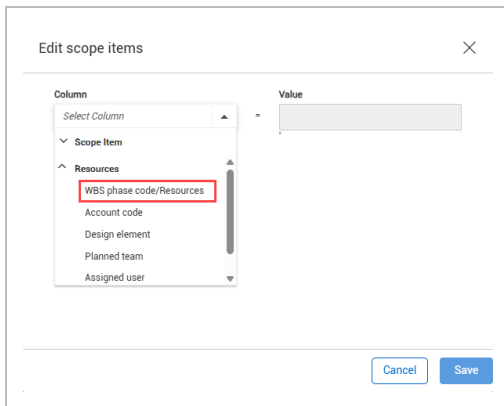 Edit scope items
Column
Value
Select Column
=
Scope Item
Resources
WBS phase code/Resources
Account code
Design element
Planned team
Assigned user
Cancel
Save